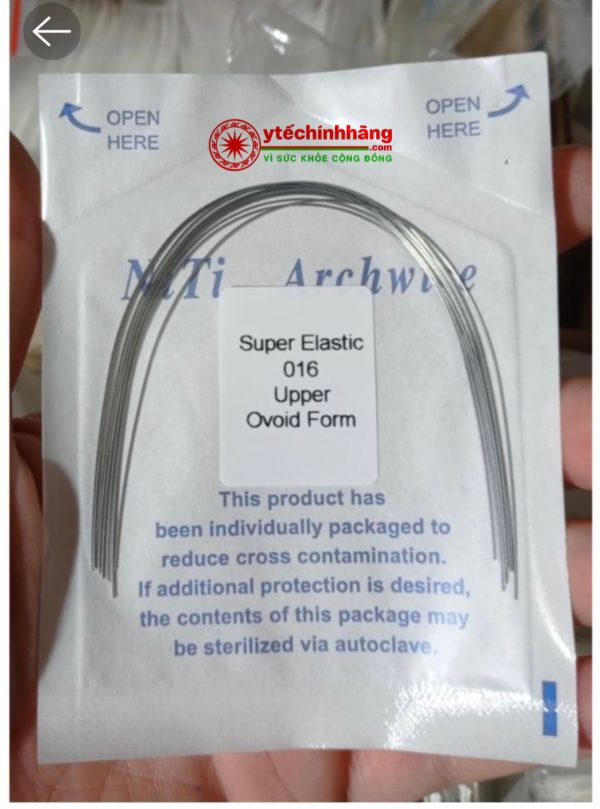 OPEN
HERE
OPEN
HERE
ytếchínhhãng
.com
VÌ SỨC KHỎE CỘNG ĐỒNG
NiTi Archwire
Super Elastic
016
Upper
Ovoid Form
This product has
been individually packaged to
reduce cross contamination.
If additional protection is desired,
the contents of this package may
be sterilized via autoclave.